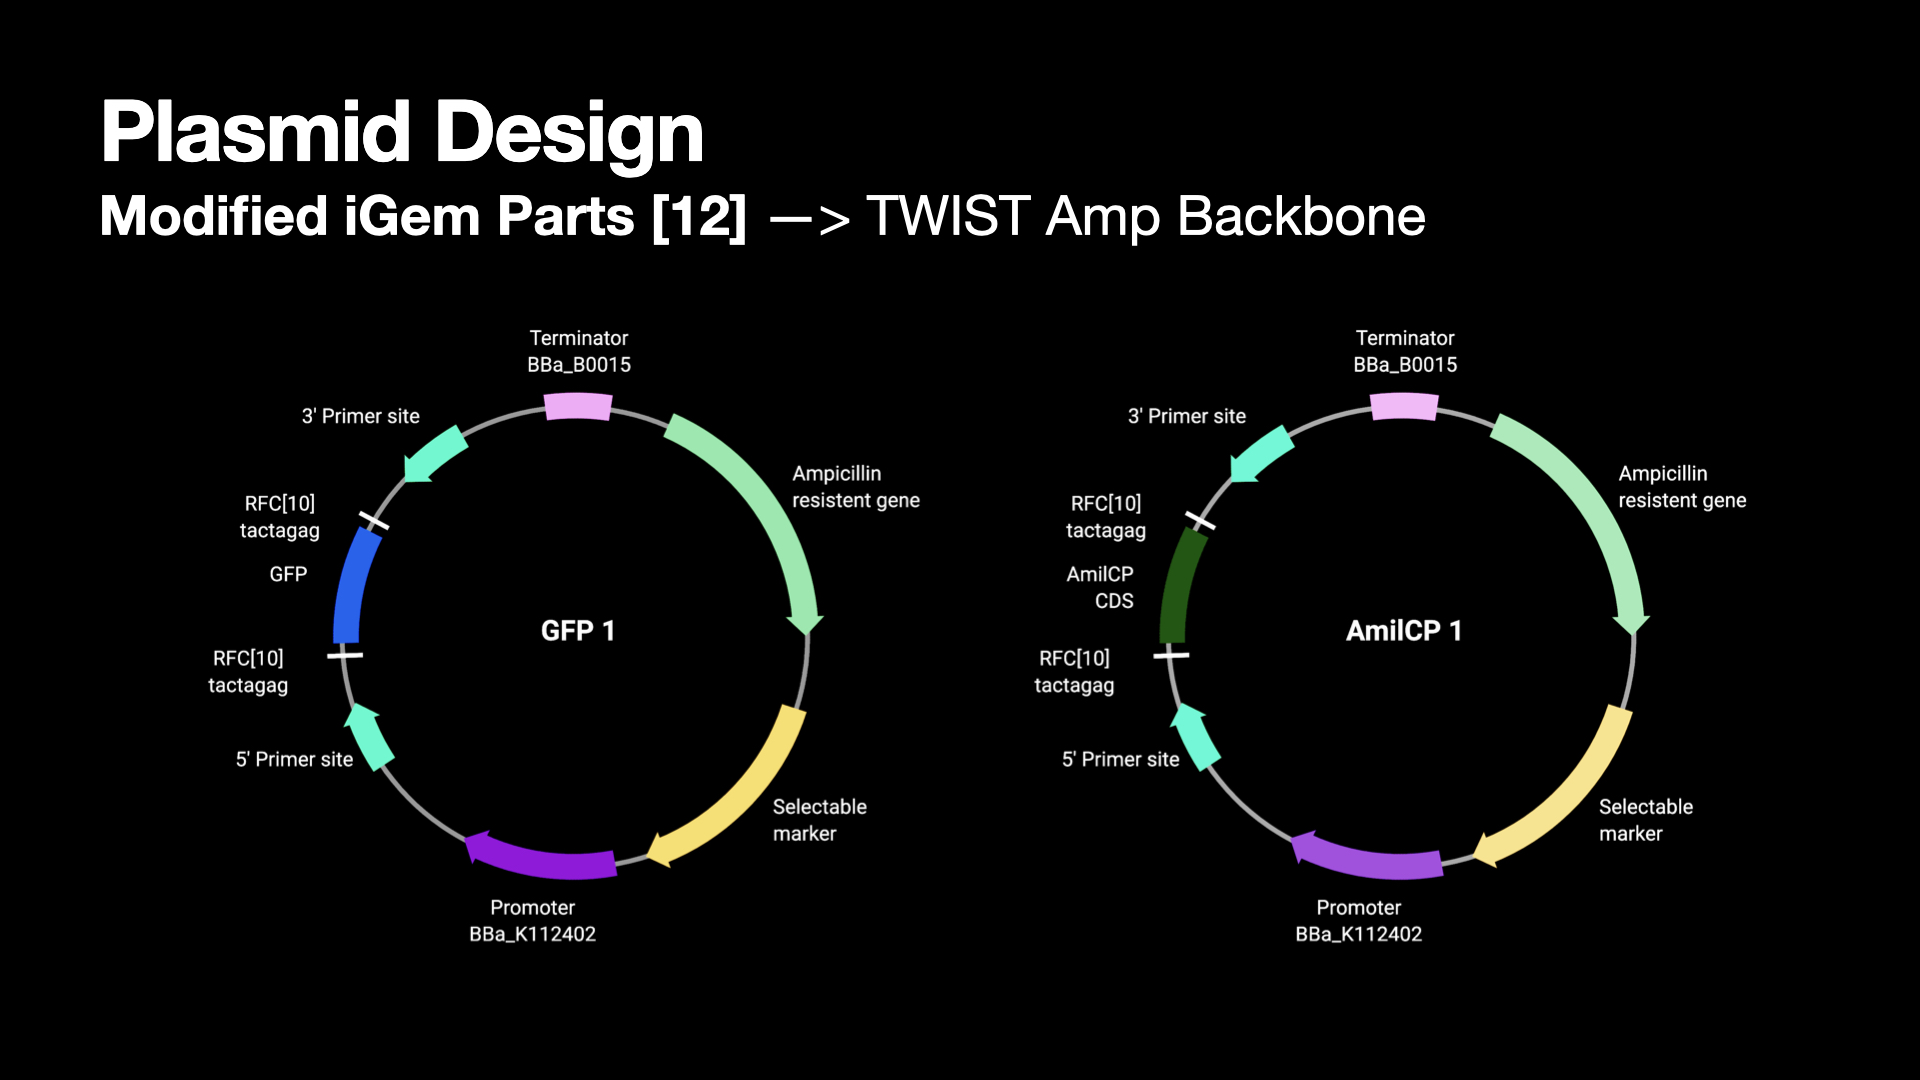 Plasmid Design
Modified iGem Parts [12] —> TWIST Amp Backbone
Terminator
BBa_B0015
3' Primer site
Ampicillin
resistent gene
RFC[10]
tactagag
GFP
GFP 1
RFC[10]
tactagag
5' Primer site
Selectable
marker
Promoter
BBa_K112402
Terminator
BBa_B0015
3' Primer site
Ampicillin
resistent gene
RFC[10]
tactagag
AmilCP
CDS
AmilCP 1
RFC[10]
tactagag
5' Primer site
Selectable
marker
Promoter
BBa_K112402